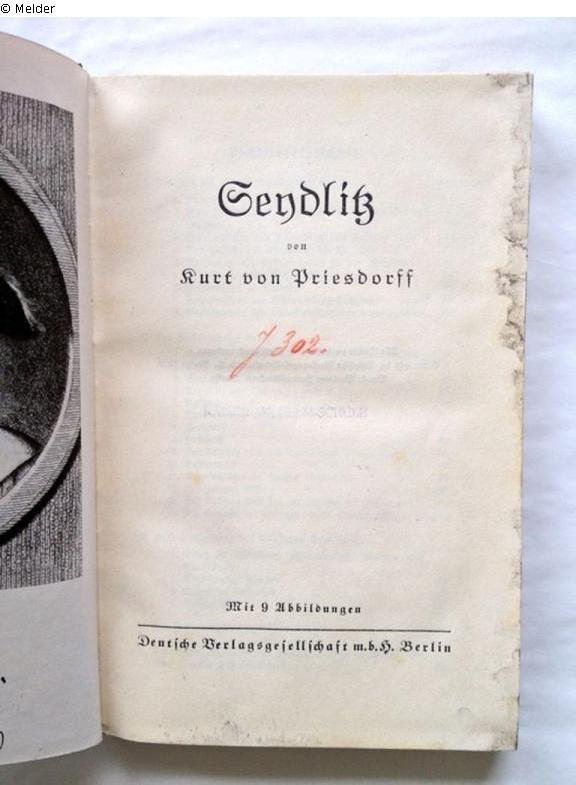 © Melder
Seydlitz
von
Kurt von Priesdorff
J 302.
Mit 9 Abbildungen
Deutsche Verlagsgesellschaft m.b.H. Berlin